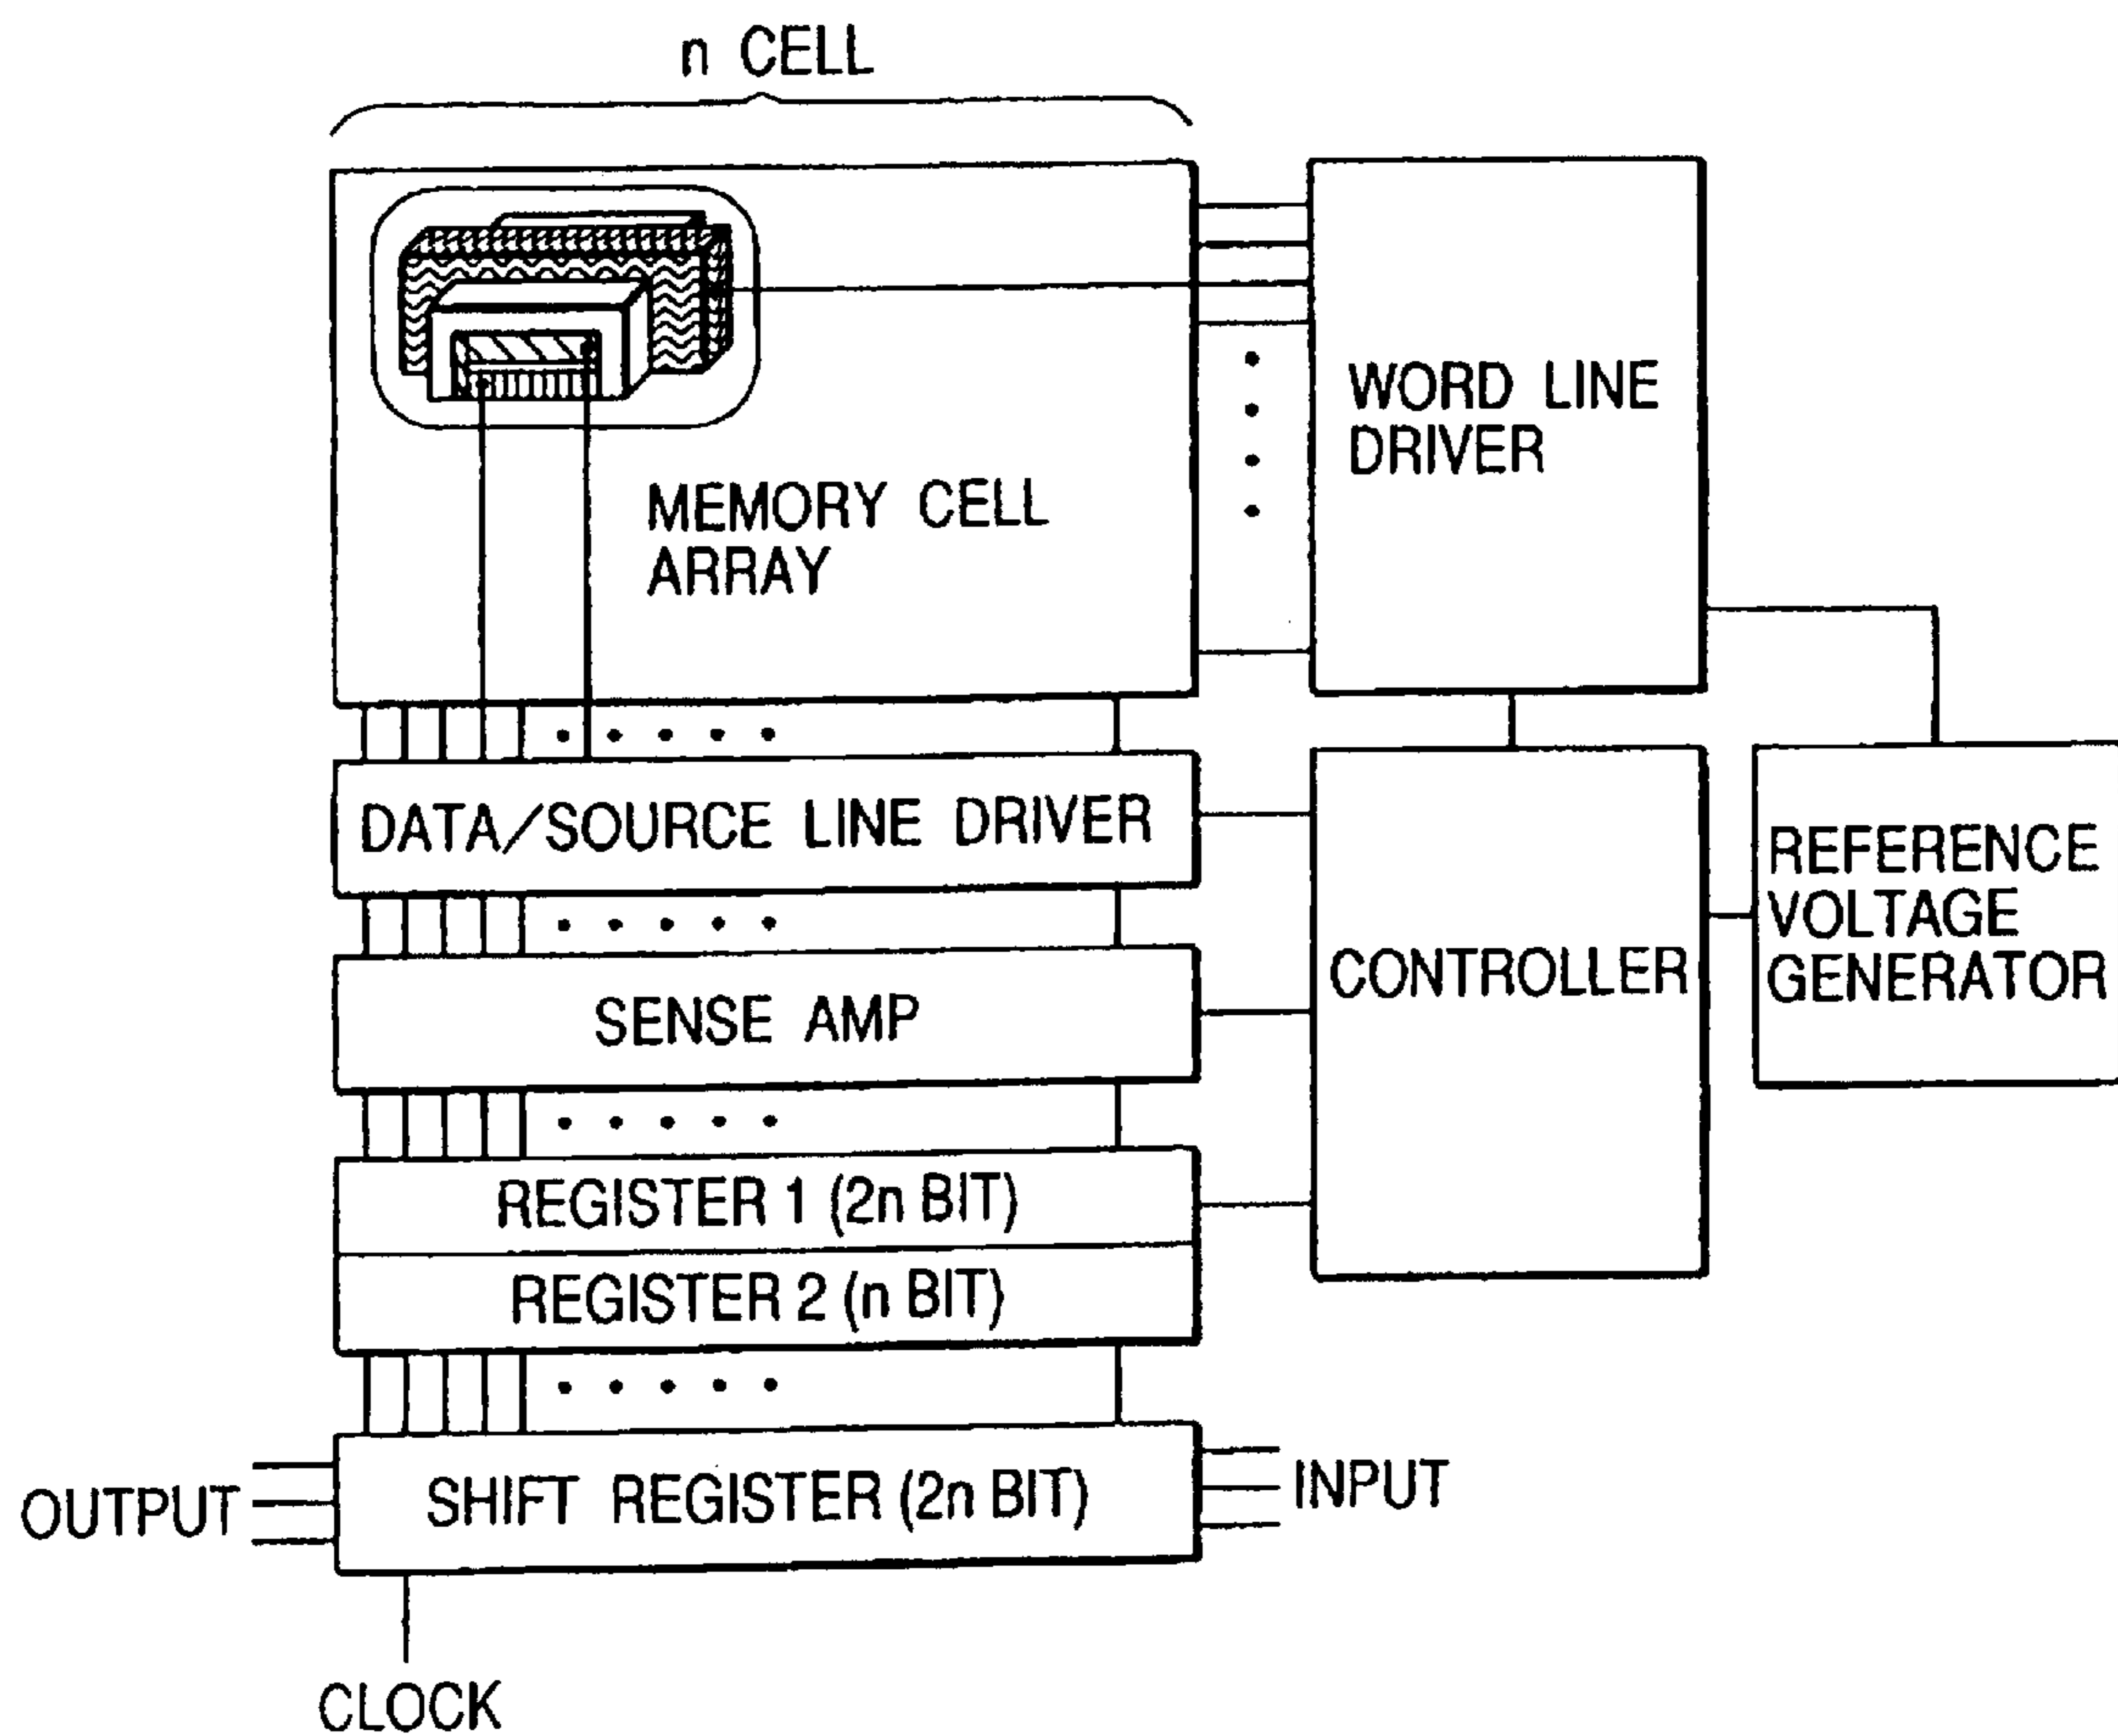 n CELL
WORD LINE
DRIVER
MEMORY CELL
ARRAY
DATA/SOURCE LINE DRIVER
CONTROLLER
REFERENCE
VOLTAGE
GENERATOR
SENSE AMP
REGISTER 1 (2n BIT)
REGISTER 2 (n BIT)
SHIFT REGISTER (2n BIT)
OUTPUT
INPUT
CLOCK